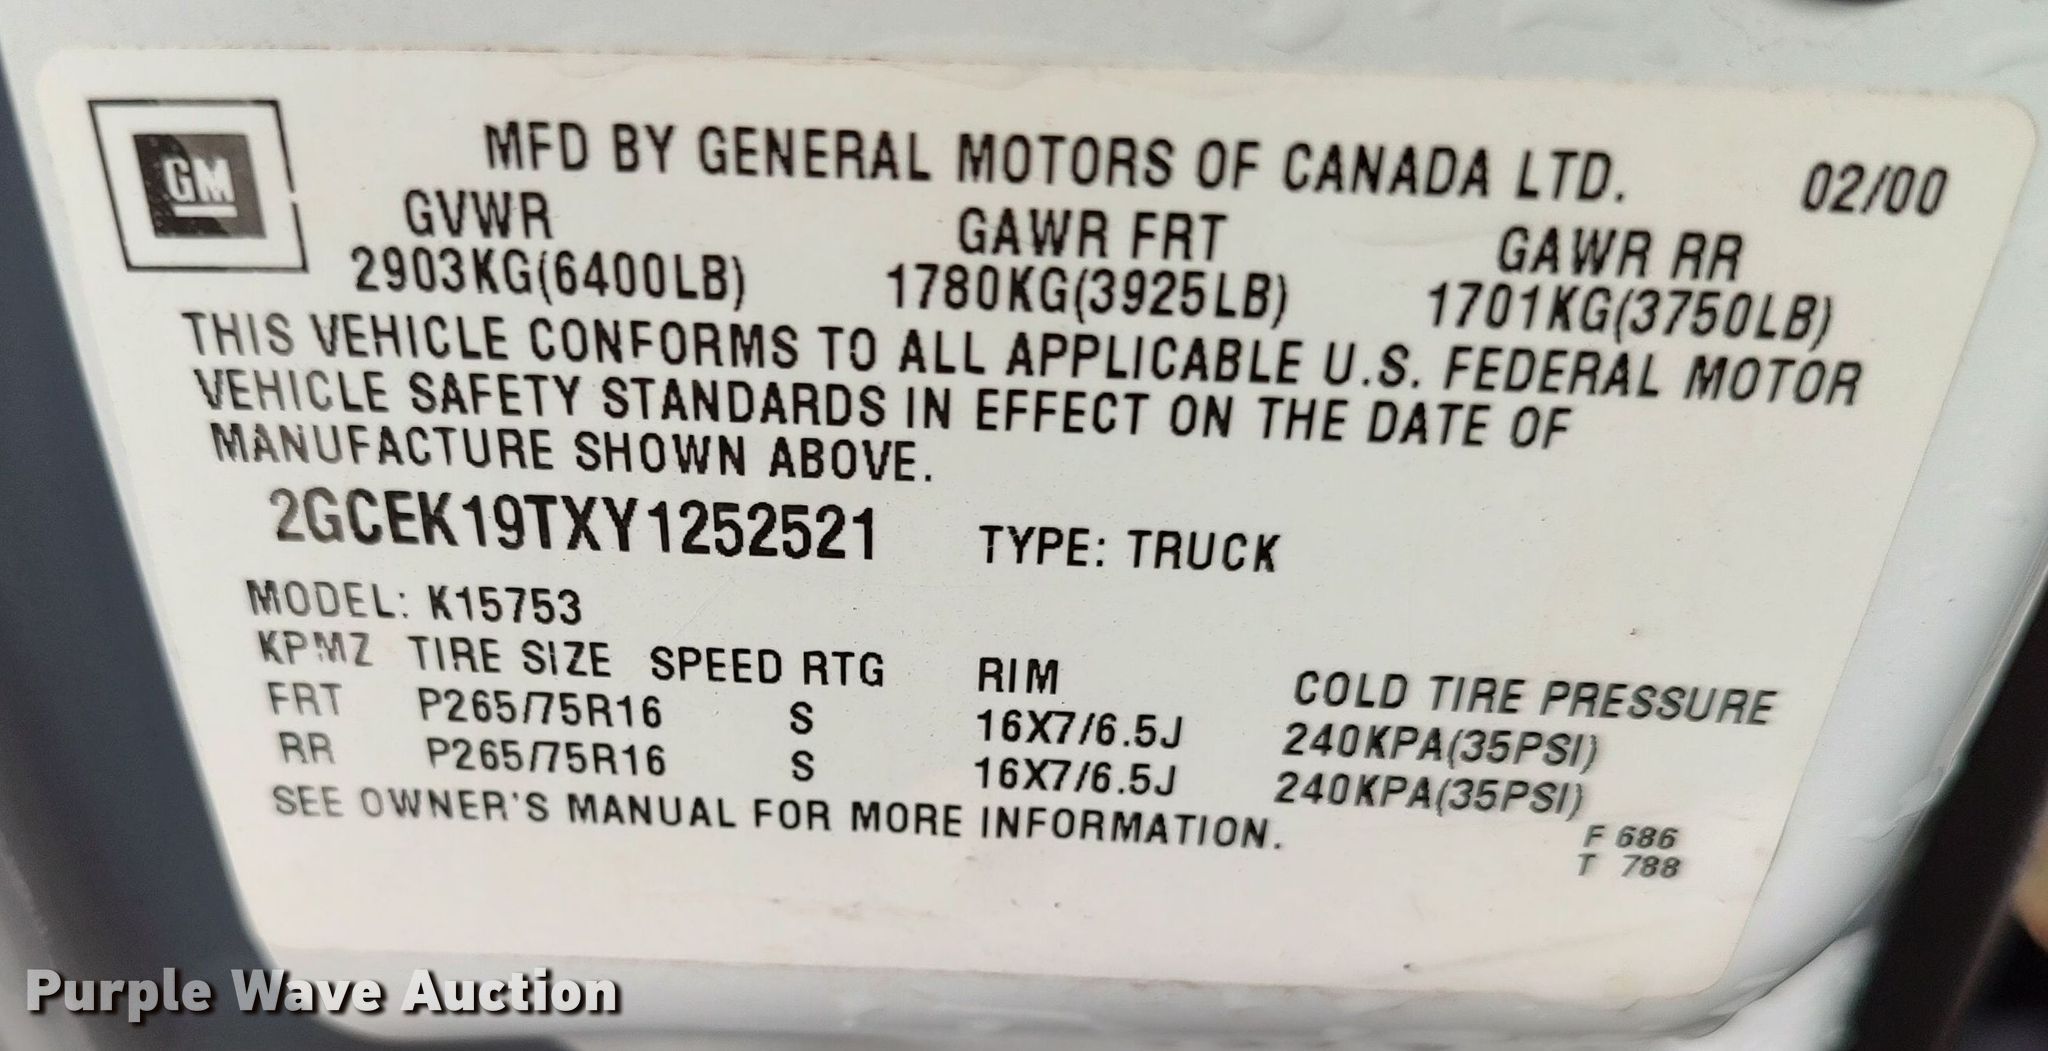 GM
MFD BY GENERAL MOTORS OF CANADA LTD. 02/00
GVWR GAWR FRT GAWR RR
2903KG(6400LB) 1780KG(3925LB) 1701KG(3750LB)
THIS VEHICLE CONFORMS TO ALL APPLICABLE U.S. FEDERAL MOTOR
VEHICLE SAFETY STANDARDS IN EFFECT ON THE DATE OF
MANUFACTURE SHOWN ABOVE.
2GCEK19TXY1252521 TYPE: TRUCK
MODEL: K15753
KPMZ TIRE SIZE SPEED RTG RIM COLD TIRE PRESSURE
FRT P265/75R16 S 16X7/6.5J 240KPA(35PSI)
RR P265/75R16 S 16X7/6.5J 240KPA(35PSI)
SEE OWNER'S MANUAL FOR MORE INFORMATION.
F 686
T 788
Purple Wave Auction